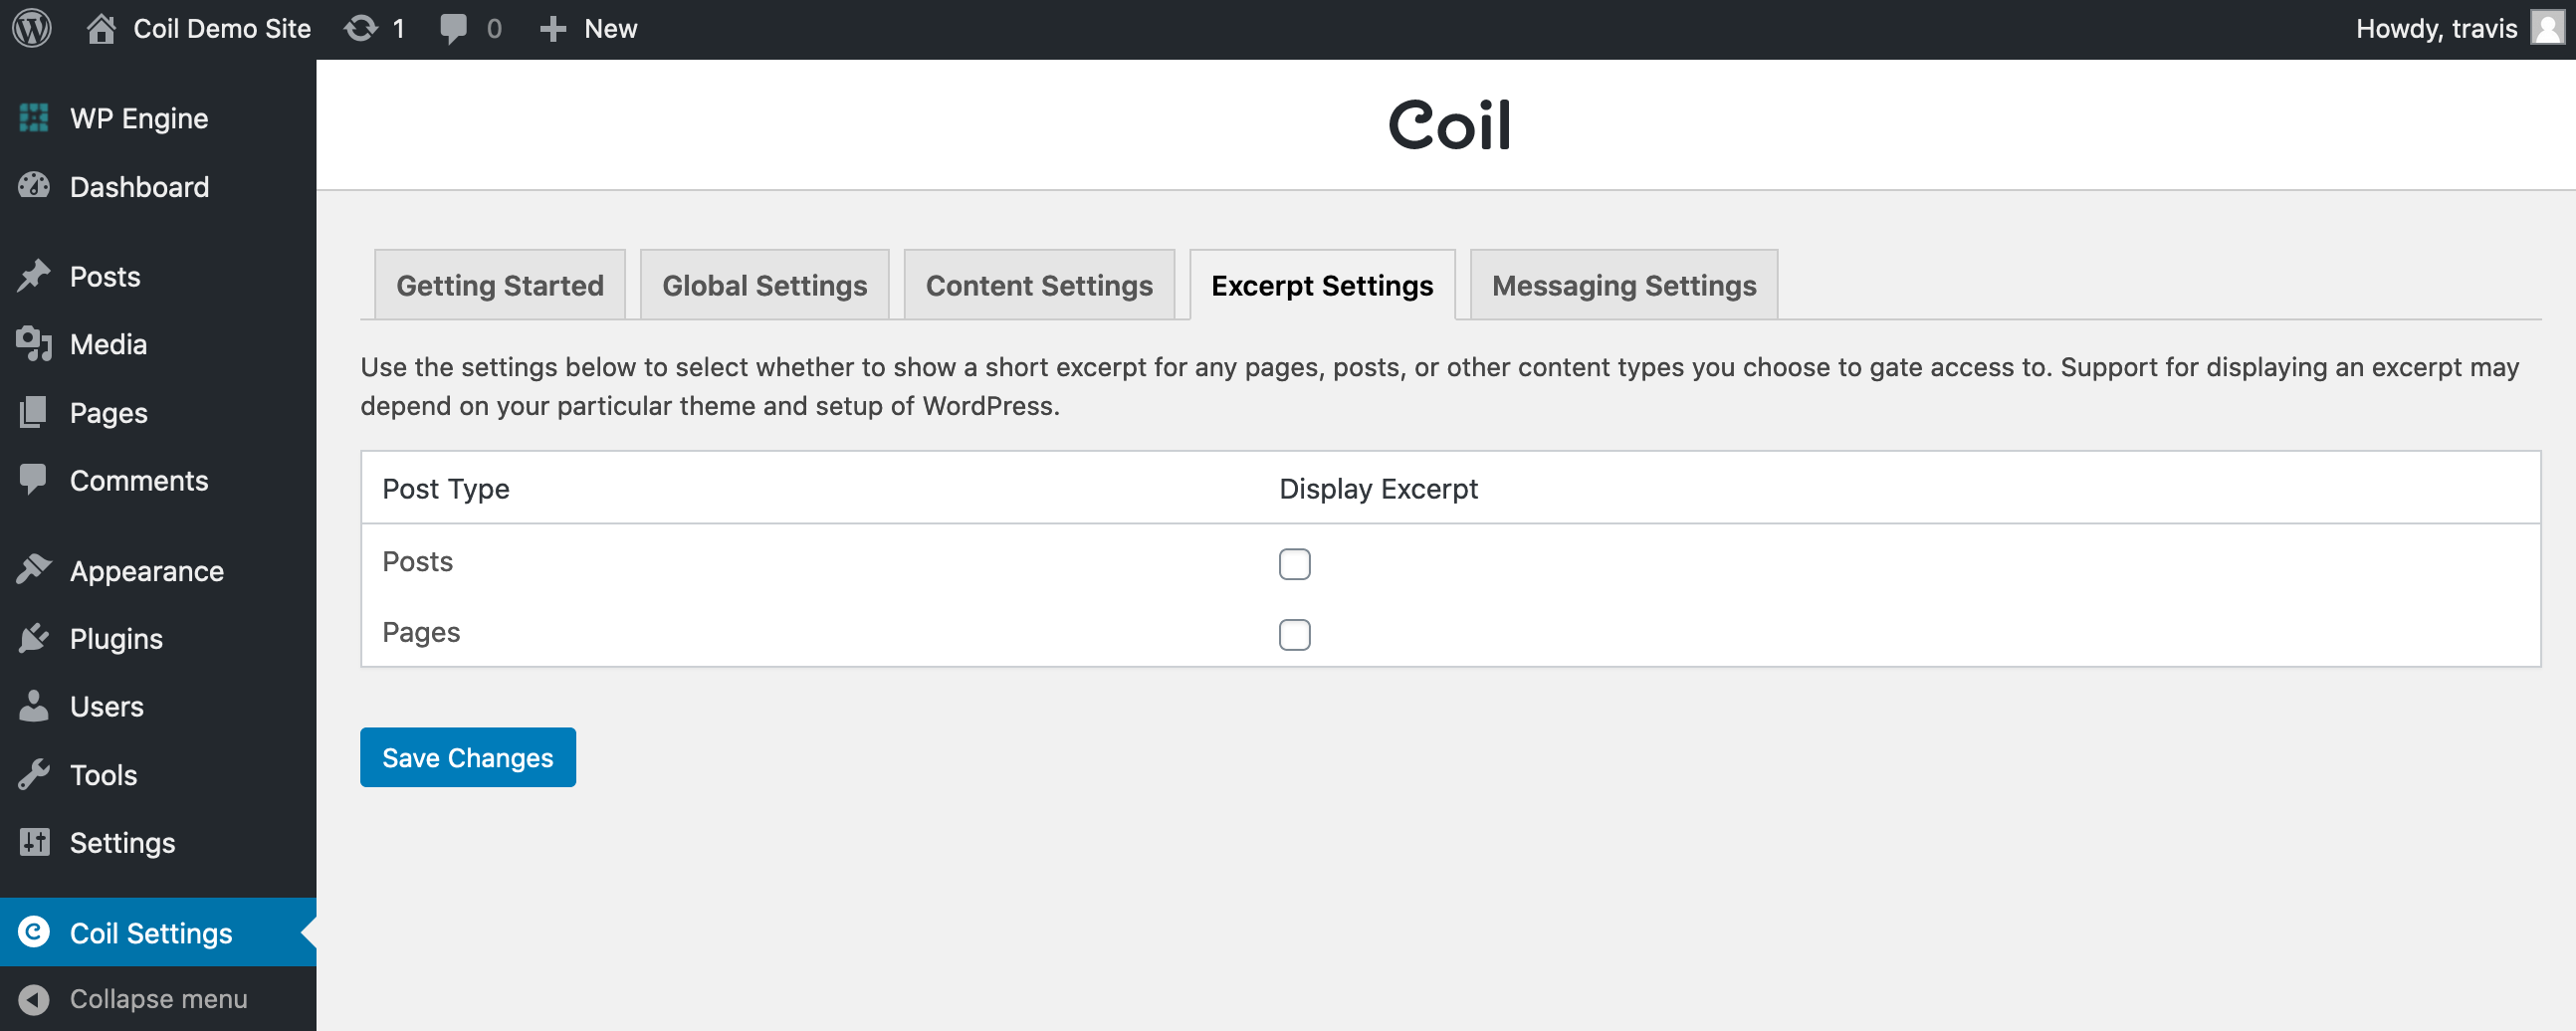 Coil Demo Site 1 0 New Howdy, travis
WP Engine
Dashboard
Posts
Media
Pages
Comments
Appearance
Plugins
Users
Tools
Settings
Coil Settings
Collapse menu
Coil
Getting Started Global Settings Content Settings Excerpt Settings Messaging Settings
Use the settings below to select whether to show a short excerpt for any pages, posts, or other content types you choose to gate access to. Support for displaying an excerpt may
depend on your particular theme and setup of WordPress.
Post Type Display Excerpt
Posts
Pages
Save Changes